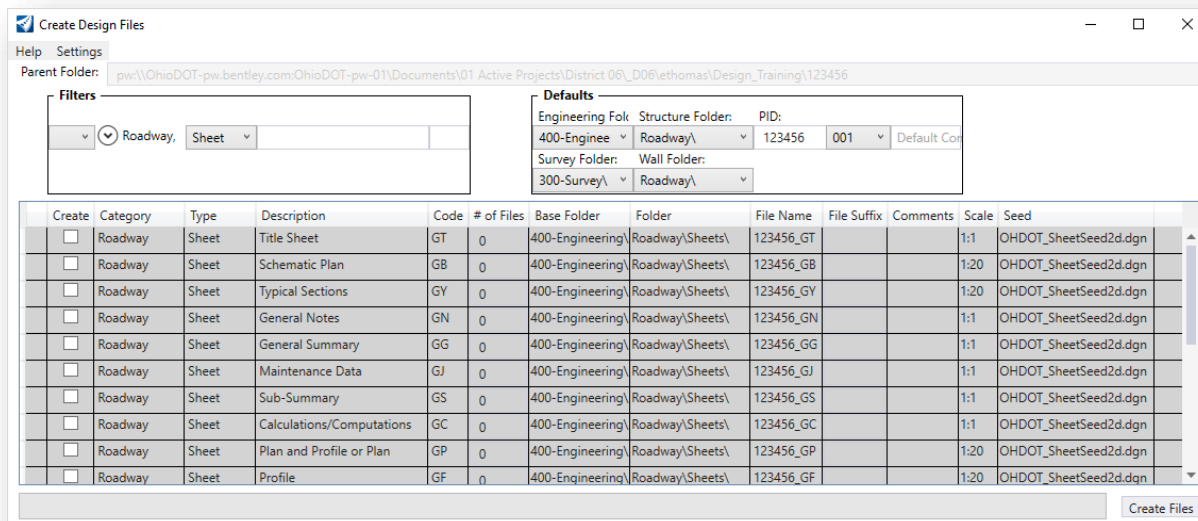 Create Design Files
Help Settings
Parent Folder: pw:\\OhioDOT-pw.bentley.com:OhioDOT-pw-01\Documents\01 Active Projects\District 06\_D06\ethomas\Design_Training\123456
Filters
Roadway, Sheet
Defaults
Engineering Fold Structure Folder: PID:
400-Enginee Roadway\ 123456 001 Default Con
Survey Folder: Wall Folder:
300-Survey\ Roadway\
Create Category Type Description Code # of Files Base Folder Folder File Name File Suffix Comments Scale Seed
Roadway Sheet Title Sheet GT 0 400-Engineering\ Roadway\Sheets\ 123456_GT 1:1 OHDOT_SheetSeed2d.dgn
Roadway Sheet Schematic Plan GB 0 400-Engineering\ Roadway\Sheets\ 123456_GB 1:20 OHDOT_SheetSeed2d.dgn
Roadway Sheet Typical Sections GY 0 400-Engineering\ Roadway\Sheets\ 123456_GY 1:20 OHDOT_SheetSeed2d.dgn
Roadway Sheet General Notes GN 0 400-Engineering\ Roadway\Sheets\ 123456_GN 1:1 OHDOT_SheetSeed2d.dgn
Roadway Sheet General Summary GG 0 400-Engineering\ Roadway\Sheets\ 123456_GG 1:1 OHDOT_SheetSeed2d.dgn
Roadway Sheet Maintenance Data GJ 0 400-Engineering\ Roadway\Sheets\ 123456_GJ 1:1 OHDOT_SheetSeed2d.dgn
Roadway Sheet Sub-Summary GS 0 400-Engineering\ Roadway\Sheets\ 123456_GS 1:1 OHDOT_SheetSeed2d.dgn
Roadway Sheet Calculations/Computations GC 0 400-Engineering\ Roadway\Sheets\ 123456_GC 1:1 OHDOT_SheetSeed2d.dgn
Roadway Sheet Plan and Profile or Plan GP 0 400-Engineering\ Roadway\Sheets\ 123456_GP 1:20 OHDOT_SheetSeed2d.dgn
Roadway Sheet Profile GF 0 400-Engineering\ Roadway\Sheets\ 123456_GF 1:20 OHDOT_SheetSeed2d.dgn
Create Files